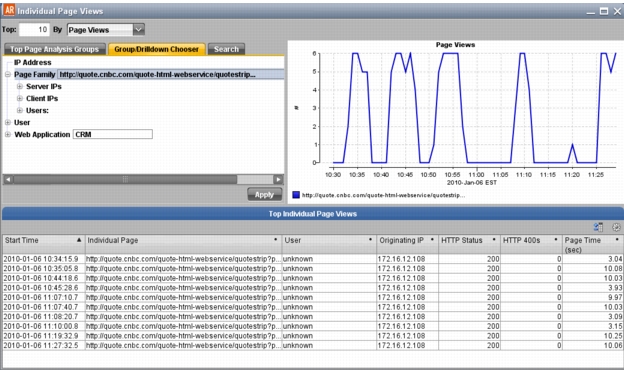 AR Individual Page Views
Top: 10 By Page Views
Top Page Analysis Groups Group/Drilldown Chooser Search
IP Address
Page Family http://quote.cnbc.com/quote-html-webservice/quotestrip...
Server IPs
Client IPs
Users:
User
Web Application CRM
Apply
Page Views
#
6
5
4
3
2
1
0
10:30 10:35 10:40 10:45 10:50 10:55 11:00 11:05 11:10 11:15 11:20 11:25
2010-Jan-06 EST
http://quote.cnbc.com/quote-html-webservice/quotestrip...
Top Individual Page Views
Start Time Individual Page User Originating IP HTTP Status HTTP 400s Page Time (sec)
2010-01-06 10:34:15.9 http://quote.cnbc.com/quote-html-webservice/quotestrip?p... unknown 172.16.12.108 200 0 3.04
2010-01-06 10:35:05.8 http://quote.cnbc.com/quote-html-webservice/quotestrip?p... unknown 172.16.12.108 200 0 10.08
2010-01-06 10:44:18.6 http://quote.cnbc.com/quote-html-webservice/quotestrip?p... unknown 172.16.12.108 200 0 10.03
2010-01-06 10:45:28.6 http://quote.cnbc.com/quote-html-webservice/quotestrip?p... unknown 172.16.12.108 200 0 3.93
2010-01-06 11:07:10.7 http://quote.cnbc.com/quote-html-webservice/quotestrip?p... unknown 172.16.12.108 200 0 9.97
2010-01-06 11:07:40.7 http://quote.cnbc.com/quote-html-webservice/quotestrip?p... unknown 172.16.12.108 200 0 10.03
2010-01-06 11:08:20.7 http://quote.cnbc.com/quote-html-webservice/quotestrip?p... unknown 172.16.12.108 200 0 3.09
2010-01-06 11:10:00.8 http://quote.cnbc.com/quote-html-webservice/quotestrip?p... unknown 172.16.12.108 200 0 3.15
2010-01-06 11:19:32.9 http://quote.cnbc.com/quote-html-webservice/quotestrip?p... unknown 172.16.12.108 200 0 10.25
2010-01-06 11:27:32.5 http://quote.cnbc.com/quote-html-webservice/quotestrip?p... unknown 172.16.12.108 200 0 10.06